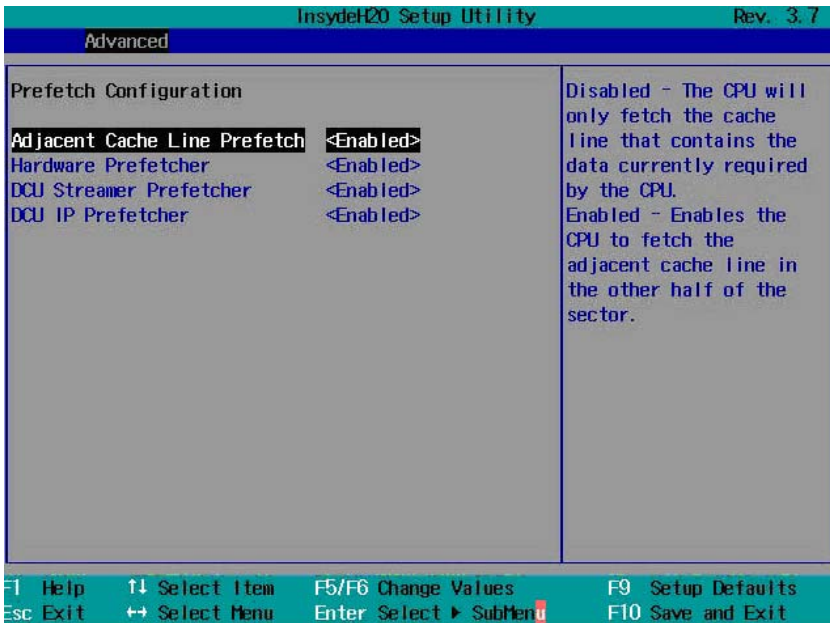 InsydeH20 Setup Utility Rev. 3.7
Advanced
Prefetch Configuration
Adjacent Cache Line Prefetch <Enabled>
Hardware Prefetcher <Enabled>
DCU Streamer Prefetcher <Enabled>
DCU IP Prefetcher <Enabled>
Disabled - The CPU will
only fetch the cache
line that contains the
data currently required
by the CPU.
Enabled - Enables the
CPU to fetch the
adjacent cache line in
the other half of the
sector.
F1 Help ↑↓ Select Item F5/F6 Change Values F9 Setup Defaults
Esc Exit ↔ Select Menu Enter Select ▶ SubMenu F10 Save and Exit